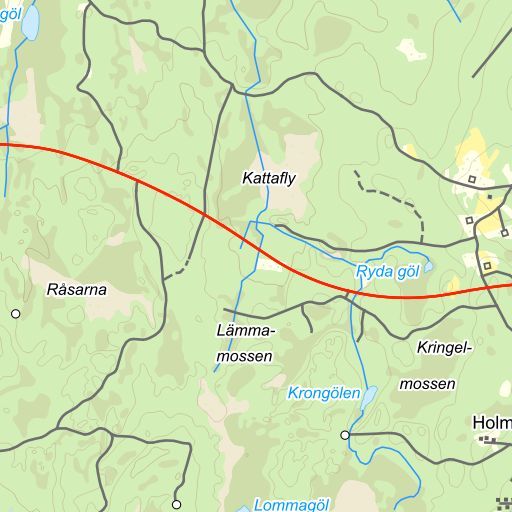 göl
Kattafly
Ryda göl
Råsarna
Lämma-
mossen
Kringel-
mossen
Krongölen
Holm
Lommagöl